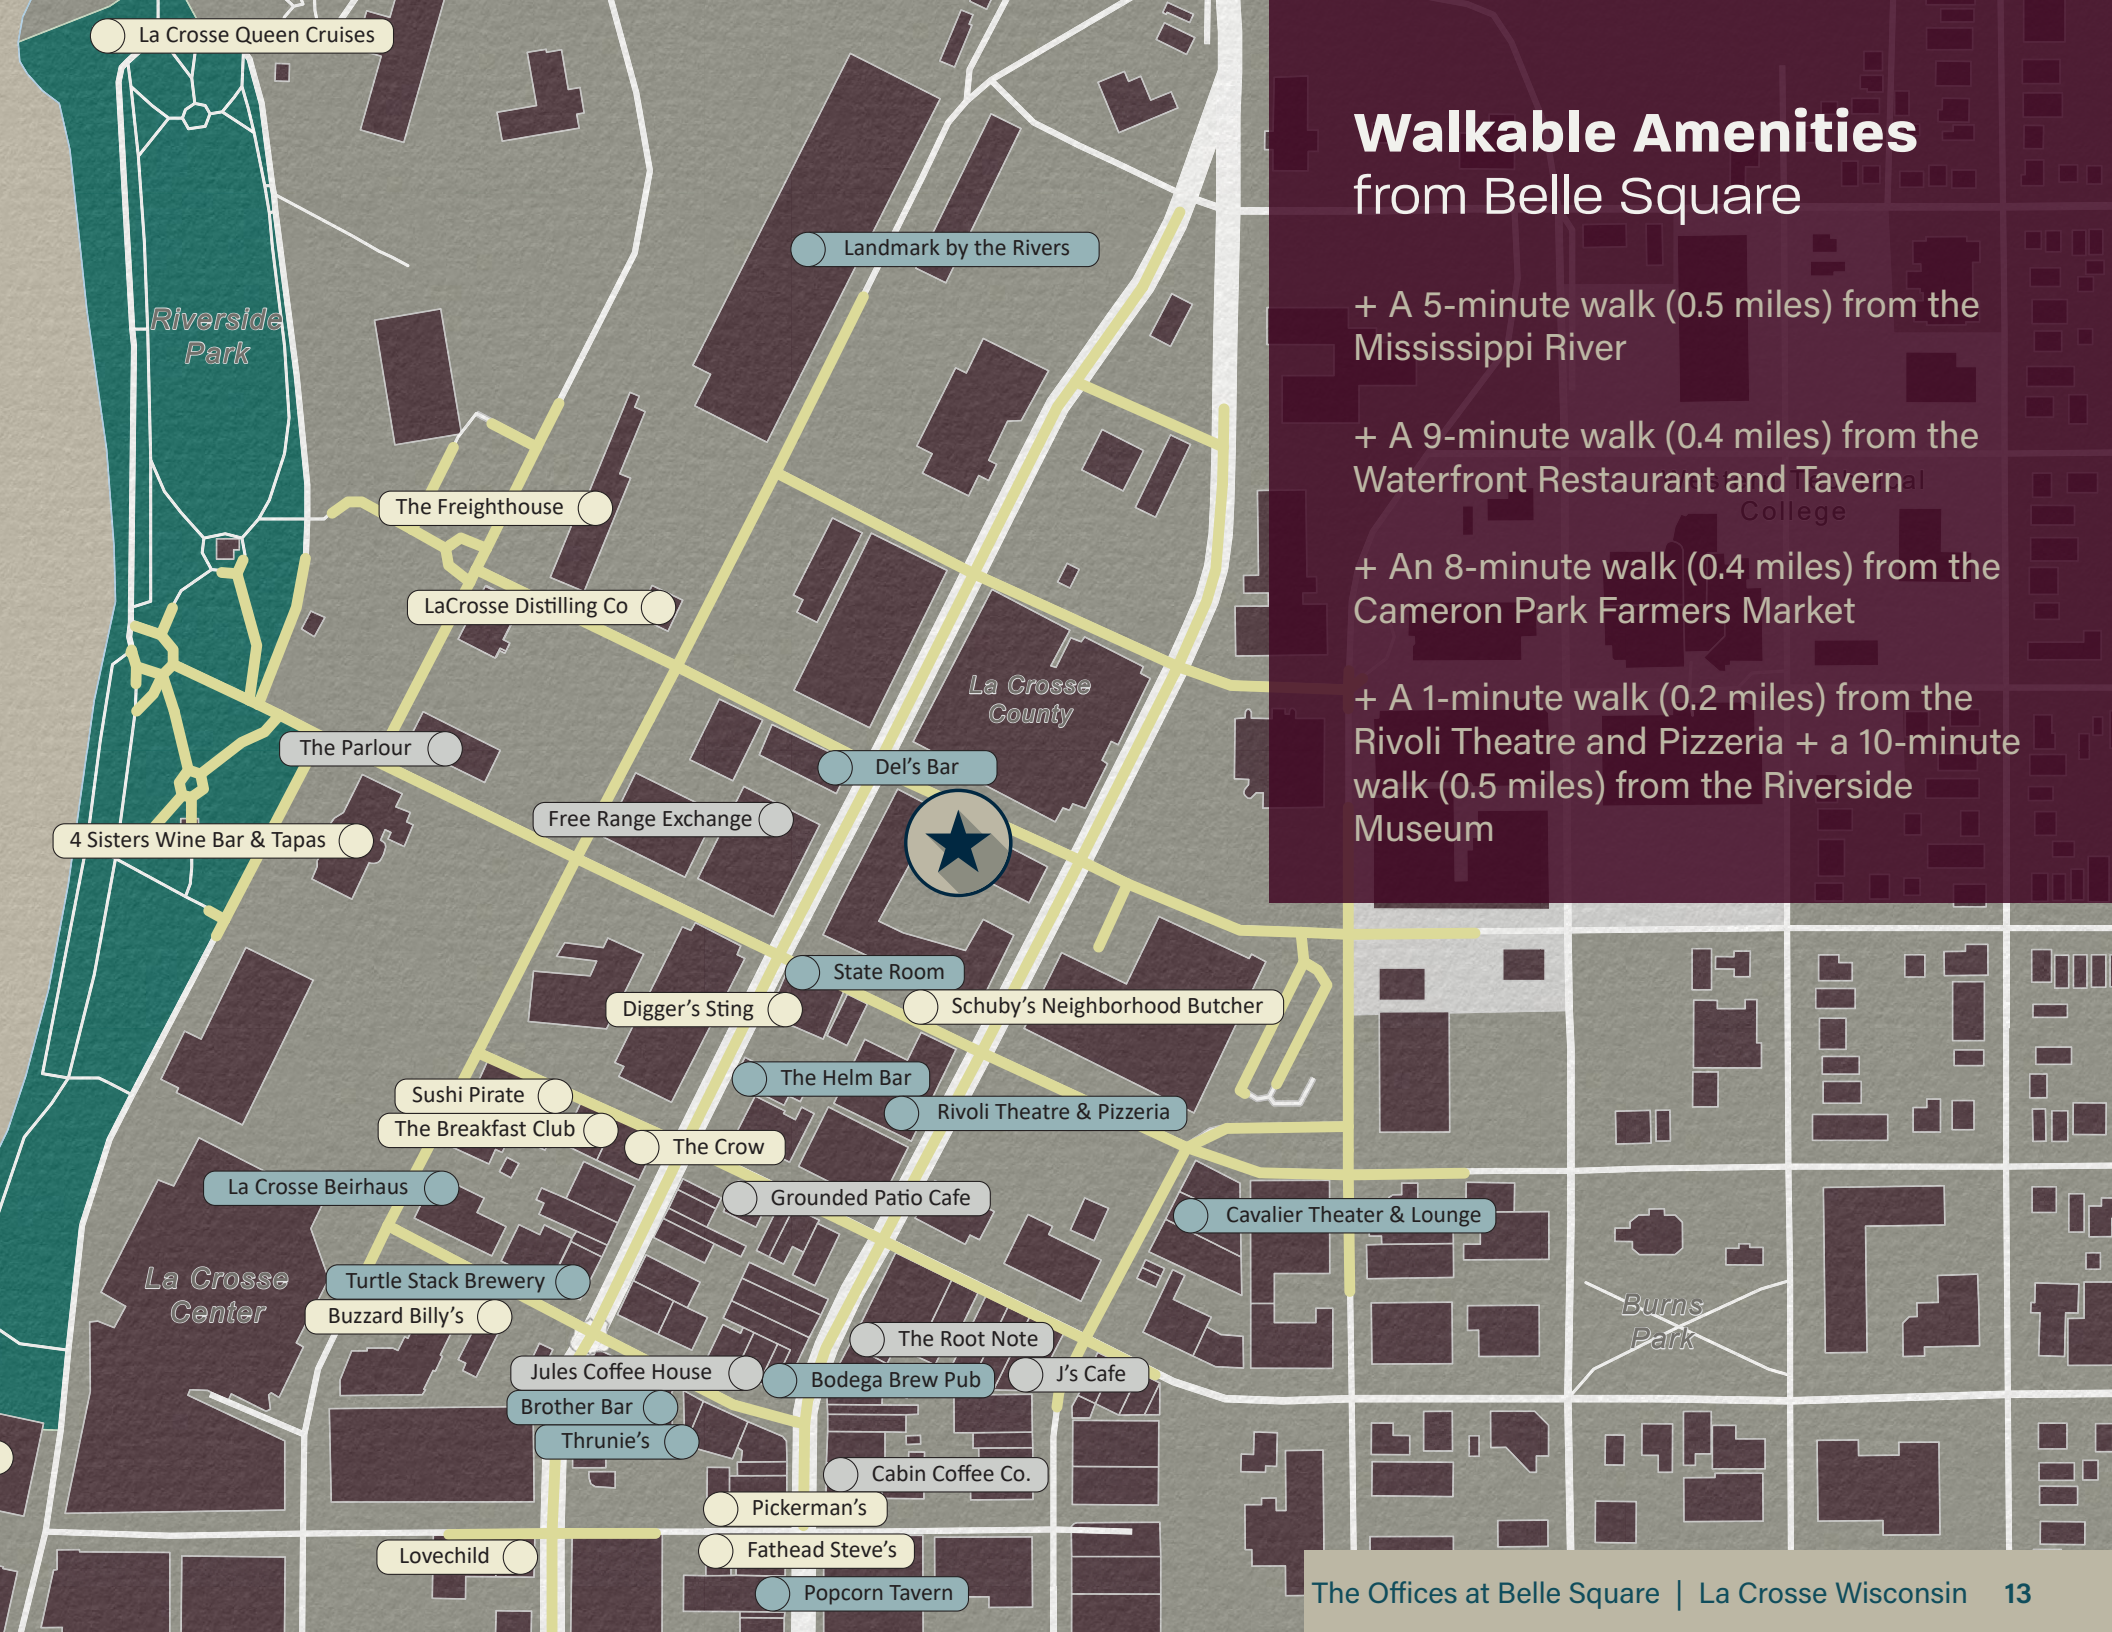 La Crosse Queen Cruises
Walkable Amenities
from Belle Square
+ A 5-minute walk (0.5 miles) from the
Mississippi River
+ A 9-minute walk (0.4 miles) from the
Waterfront Restaurant and Tavern
+ An 8-minute walk (0.4 miles) from the
Cameron Park Farmers Market
+ A 1-minute walk (0.2 miles) from the
Rivoli Theatre and Pizzeria + a 10-minute
walk (0.5 miles) from the Riverside
Museum
College
Landmark by the Rivers
Riverside
Park
The Freighthouse
LaCrosse Distilling Co
La Crosse
County
The Parlour
Del's Bar
Free Range Exchange
4 Sisters Wine Bar & Tapas
State Room
Digger's Sting
Schuby's Neighborhood Butcher
The Helm Bar
Sushi Pirate
Rivoli Theatre & Pizzeria
The Breakfast Club
The Crow
La Crosse Beirhaus
Grounded Patio Cafe
Cavalier Theater & Lounge
La Crosse
Center
Turtle Stack Brewery
Buzzard Billy's
Burns
Park
The Root Note
Jules Coffee House
Bodega Brew Pub
J's Cafe
Brother Bar
Thrunie's
Cabin Coffee Co.
Pickerman's
Lovechild
Fathead Steve's
Popcorn Tavern
The Offices at Belle Square | La Crosse Wisconsin 13